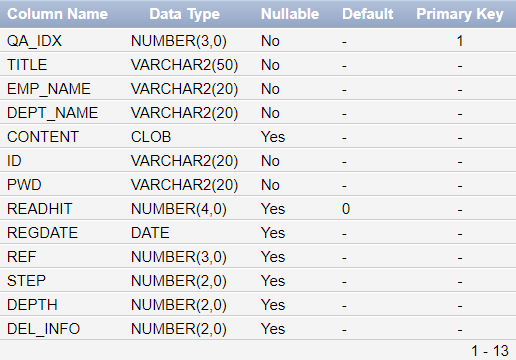 Column Name Data Type Nullable Default Primary Key
QA_IDX NUMBER(3,0) No - 1
TITLE VARCHAR2(50) No - -
EMP_NAME VARCHAR2(20) No - -
DEPT_NAME VARCHAR2(20) No - -
CONTENT CLOB Yes - -
ID VARCHAR2(20) No - -
PWD VARCHAR2(20) No - -
READHIT NUMBER(4,0) Yes 0 -
REGDATE DATE Yes - -
REF NUMBER(3,0) Yes - -
STEP NUMBER(2,0) Yes - -
DEPTH NUMBER(2,0) Yes - -
DEL_INFO NUMBER(2,0) Yes - -
1 - 13